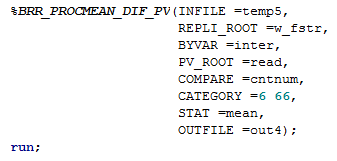 %BRR_PROCMEAN_DIF_PV(INFILE =temp5,
REPLI_ROOT =w_fstr,
BYVAR =inter,
PV_ROOT =read,
COMPARE =cntnum,
CATEGORY =6 66,
STAT =mean,
OUTFILE =out4);
run;